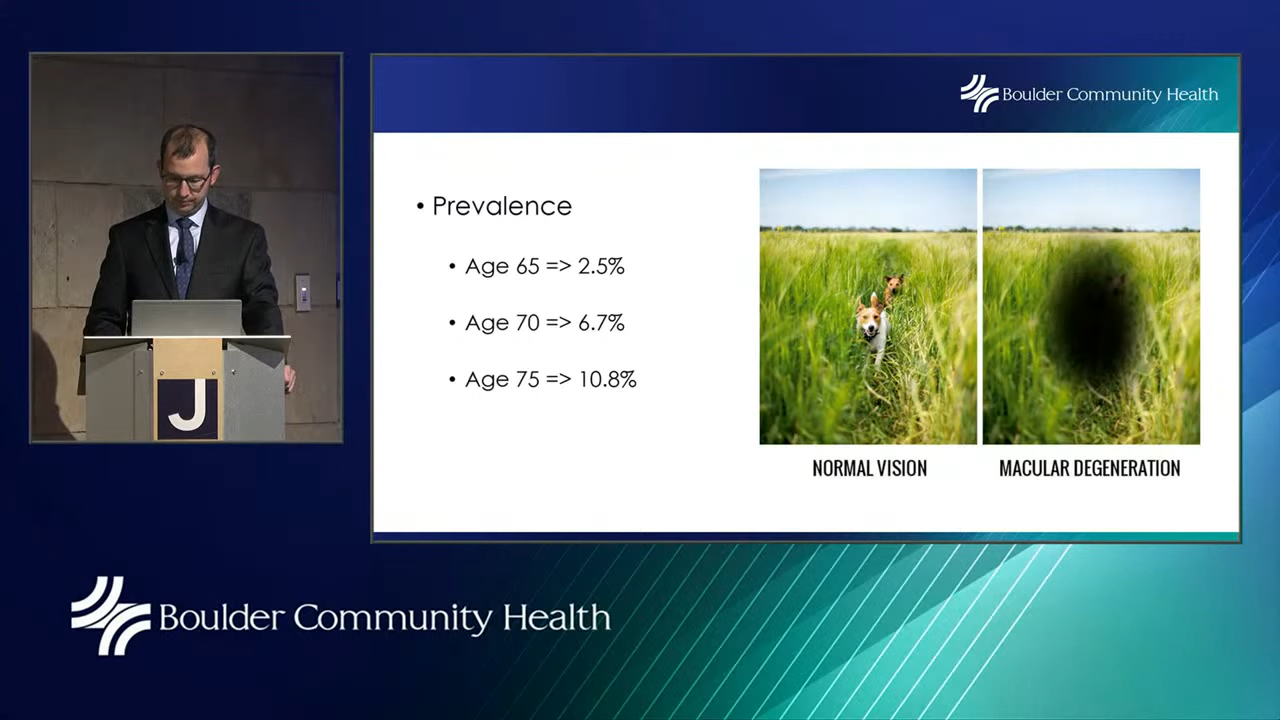 Boulder Community Health
• Prevalence
• Age 65 => 2.5%
• Age 70 => 6.7%
• Age 75 => 10.8%
NORMAL VISION
MACULAR DEGENERATION
J
Boulder Community Health